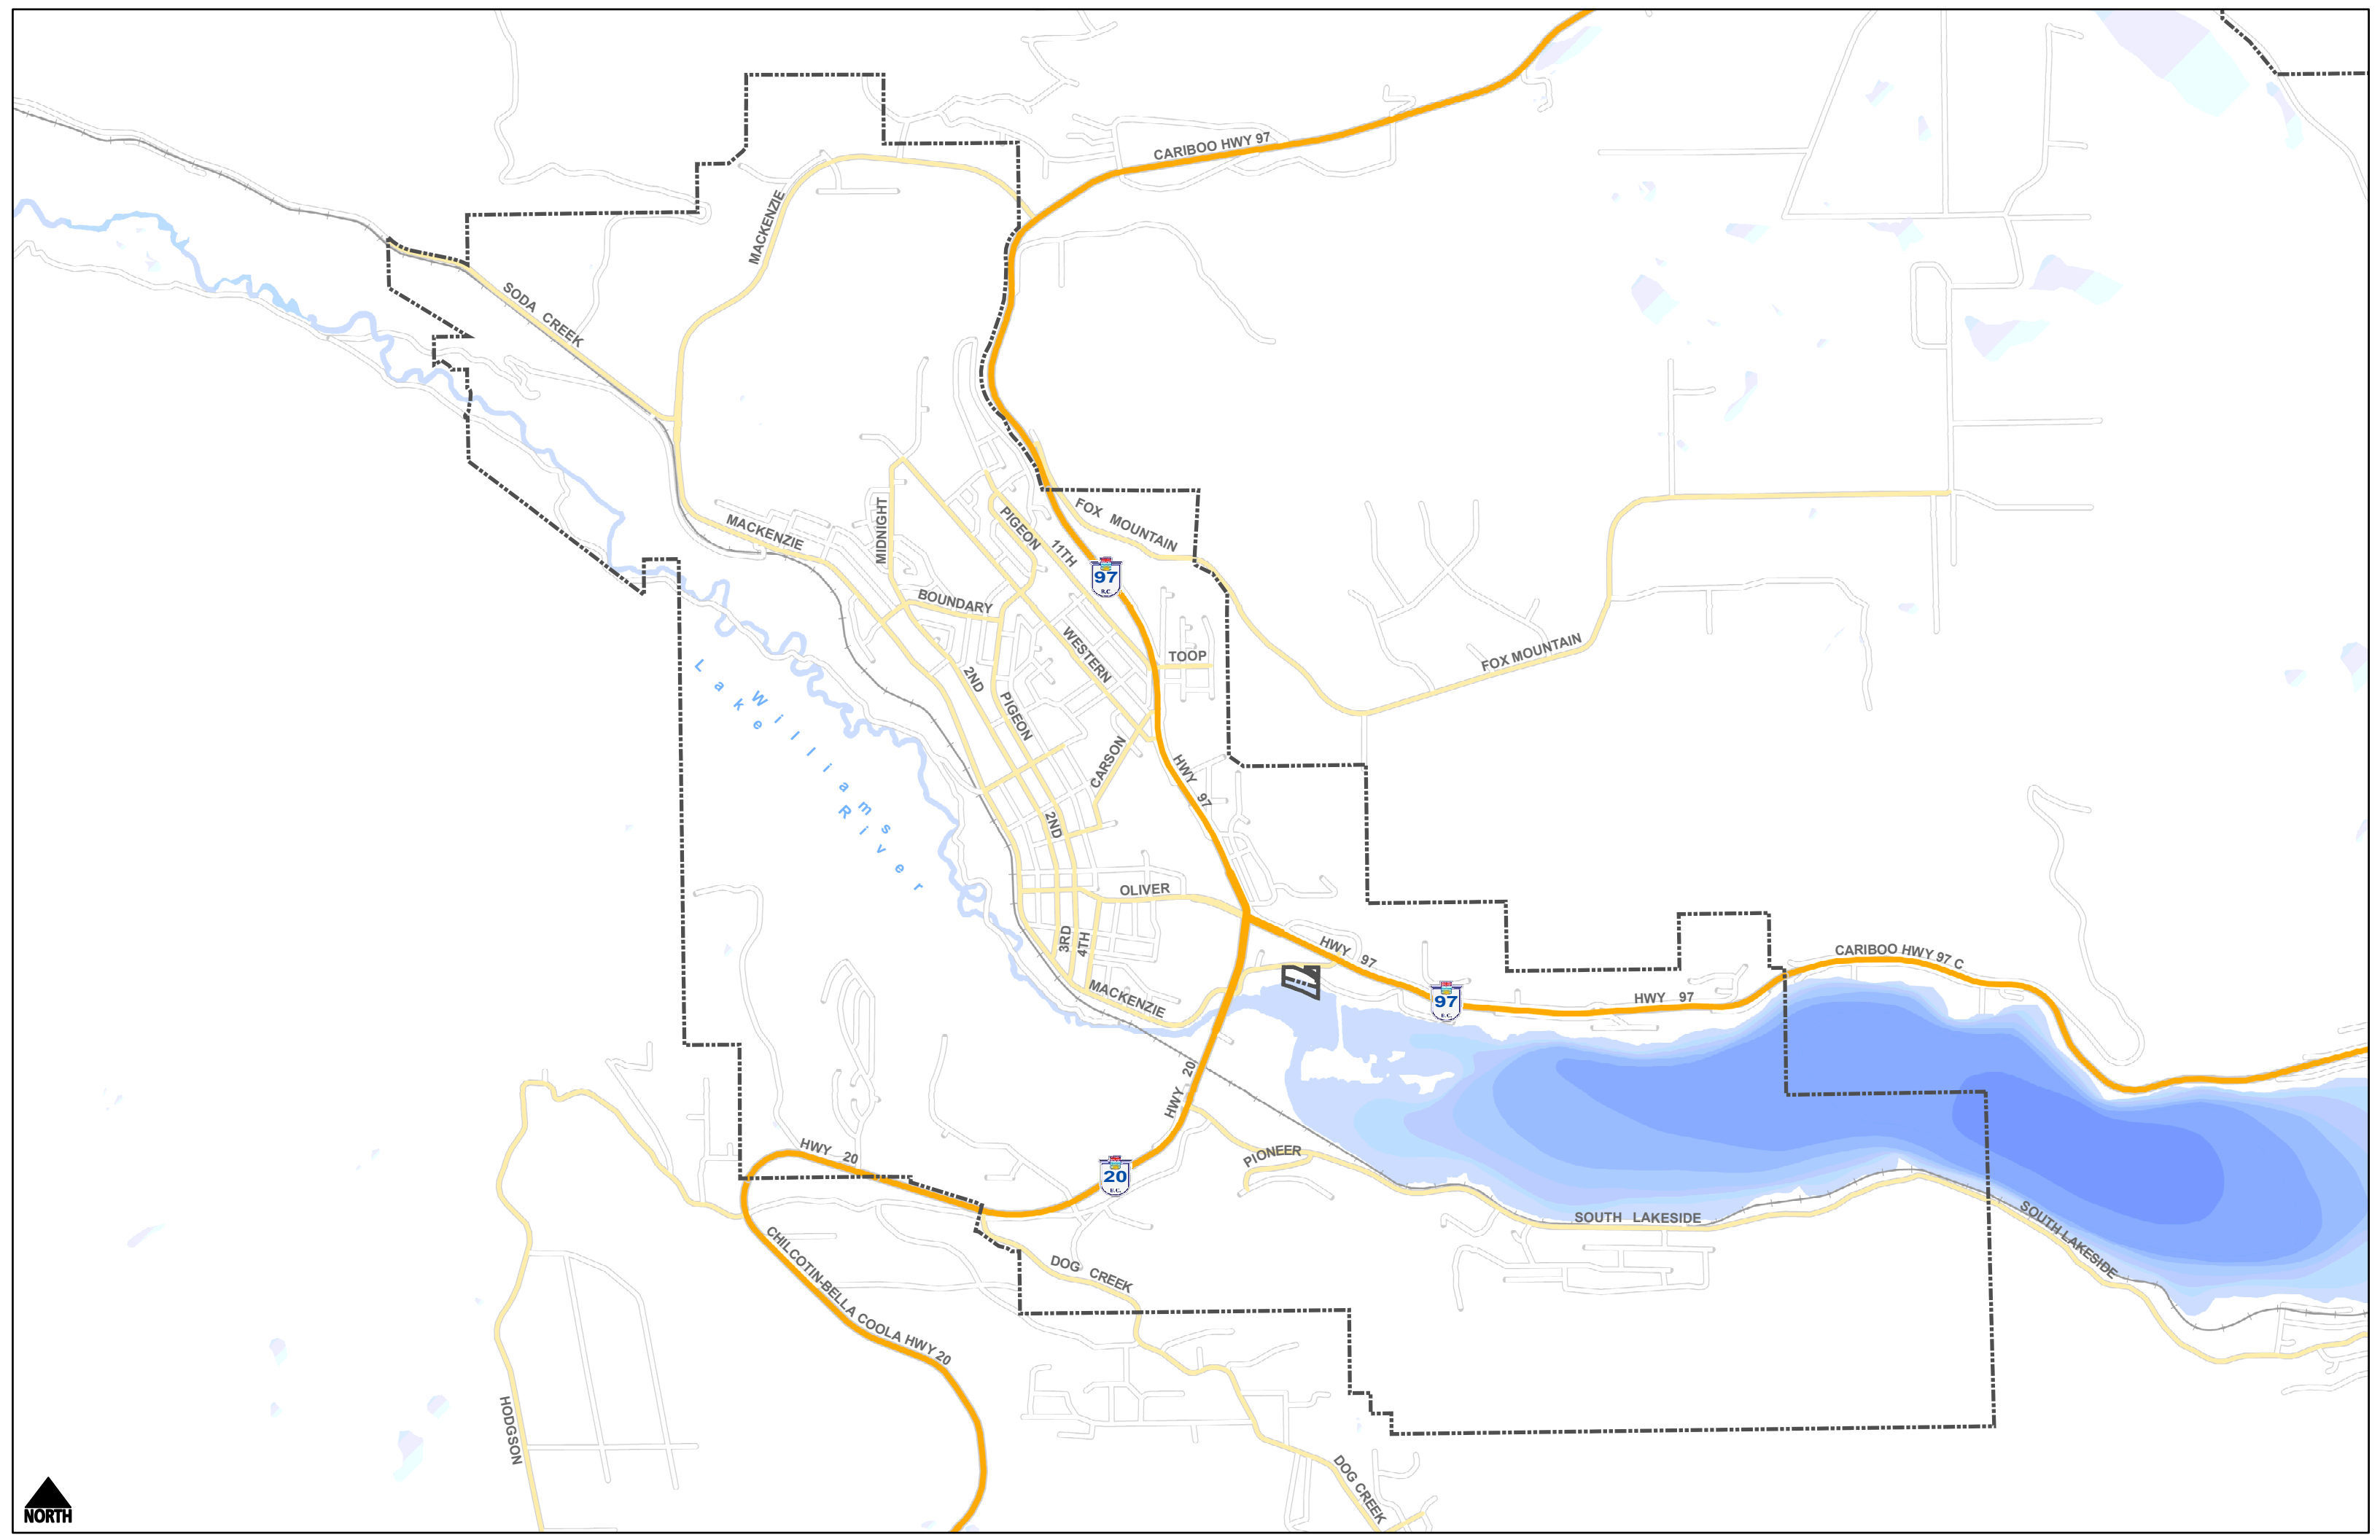 CARIBOO HWY 97
MACKENZIE
SODA CREEK
FOX MOUNTAIN
PIGEON
11TH
MIDNIGHT
MACKENZIE
97
B.C.
BOUNDARY
WESTERN
TOOP
FOX MOUNTAIN
2ND
PIGEON
Williams
Lake
River
CARSON
HWY 97
2ND
OLIVER
3RD
4TH
HWY 97
CARIBOO HWY 97 C
MACKENZIE
97
B.C.
HWY 97
HWY 20
HWY 20
PIONEER
20
B.C.
SOUTH LAKESIDE
SOUTH LAKESIDE
CHILCOTIN-BELLA COOLA HWY 20
DOG CREEK
HODGSON
DOG CREEK
NORTH